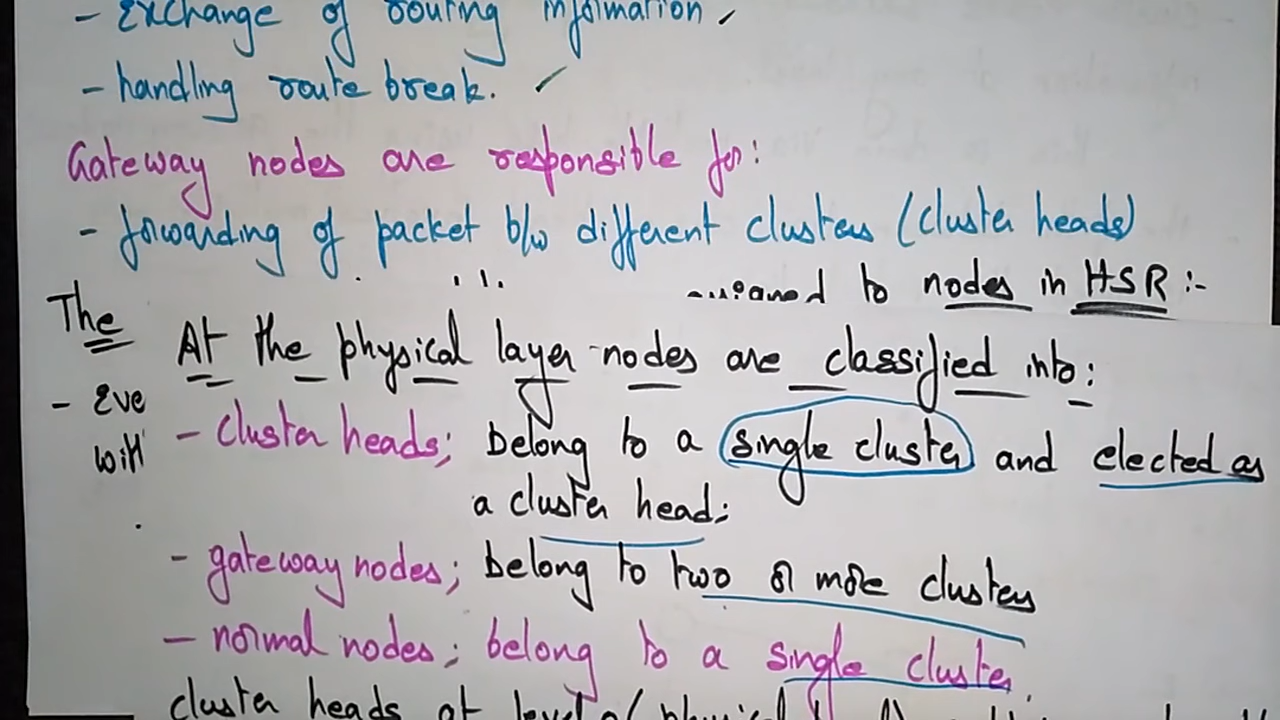 - Exchange of routing information
- handling route break.
Gateway nodes are responsible for:
- forwarding of packet b/w different clusters (cluster heads)
to nodes in HSR :-
The
At the physical layer nodes are classified into:
- Eve
- cluster heads; belong to a single cluster and elected as
a cluster head;
- gateway nodes; belong to two or more clusters
- normal nodes; belong to a single cluster.
cluster heads at